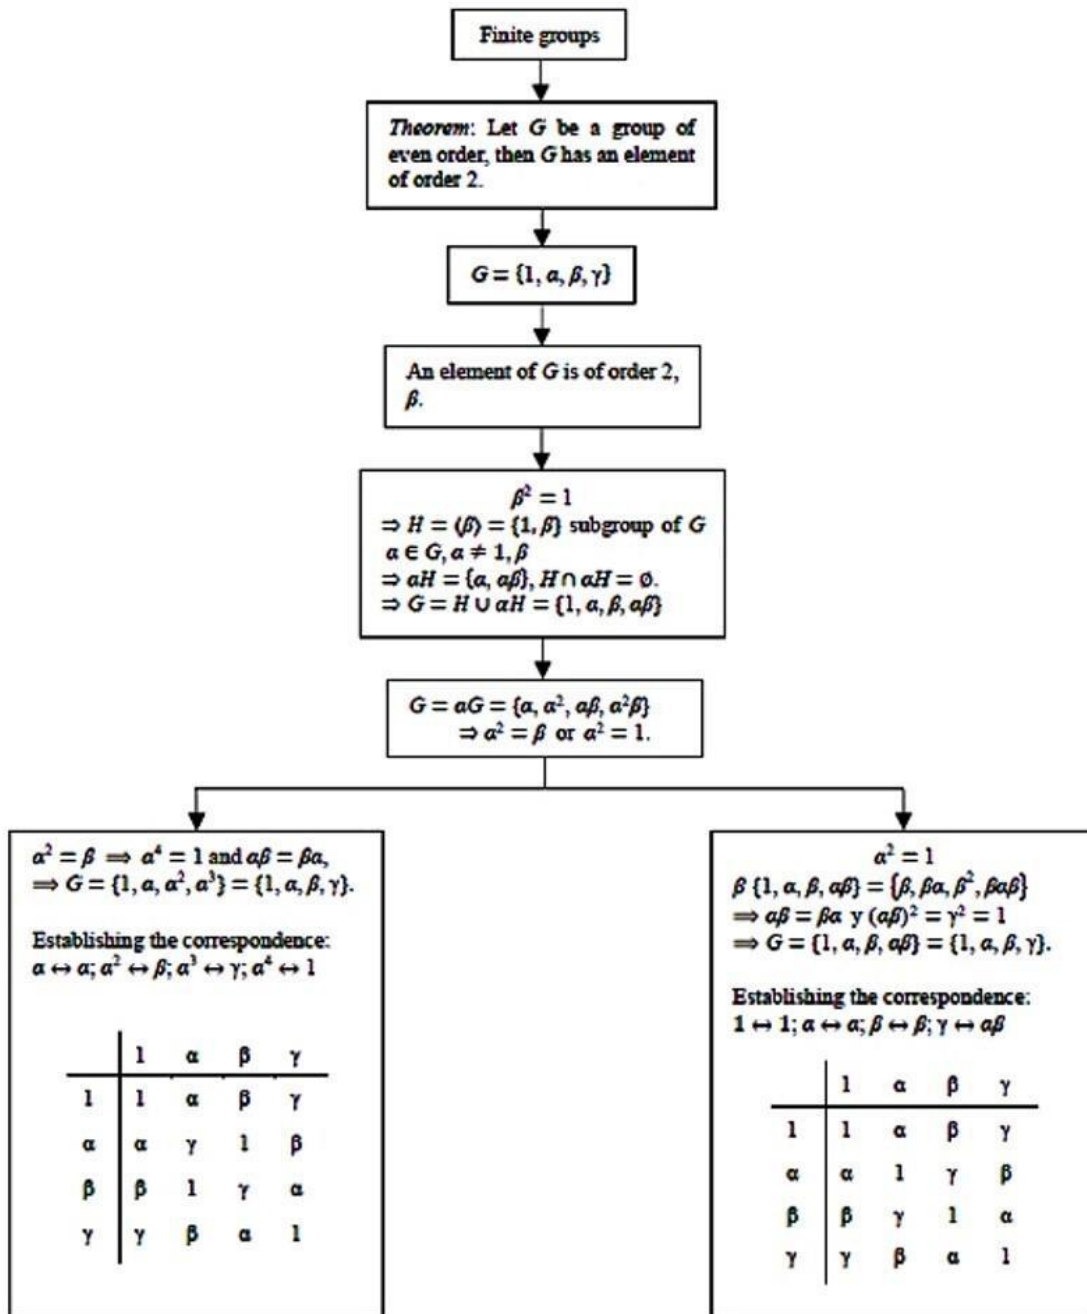 Finite groups
Theorem: Let G be a group of
even order, then G has an element
of order 2.
G = {1, α, β, γ}
An element of G is of order 2,
β.
β² = 1
⇒ H = ⟨β⟩ = {1, β} subgroup of G
α ∈ G, α ≠ 1, β
⇒ αH = {α, αβ}, H ∩ αH = ∅.
⇒ G = H ∪ αH = {1, α, β, αβ}
G = αG = {α, α², αβ, α²β}
⇒ α² = β or α² = 1.
α² = β ⟹ α⁴ = 1 and αβ = βα,
⟹ G = {1, α, α², α³} = {1, α, β, γ}.
Establishing the correspondence:
α ↔ α; α² ↔ β; α³ ↔ γ; α⁴ ↔ 1
1 α β γ
1 1 α β γ
α α γ 1 β
β β 1 γ α
γ γ β α 1
α² = 1
β {1, α, β, αβ} = {β, βα, β², βαβ}
⟹ αβ = βα y (αβ)² = γ² = 1
⟹ G = {1, α, β, αβ} = {1, α, β, γ}.
Establishing the correspondence:
1 ↔ 1; α ↔ α; β ↔ β; γ ↔ αβ
1 α β γ
1 1 α β γ
α α 1 γ β
β β γ 1 α
γ γ β α 1